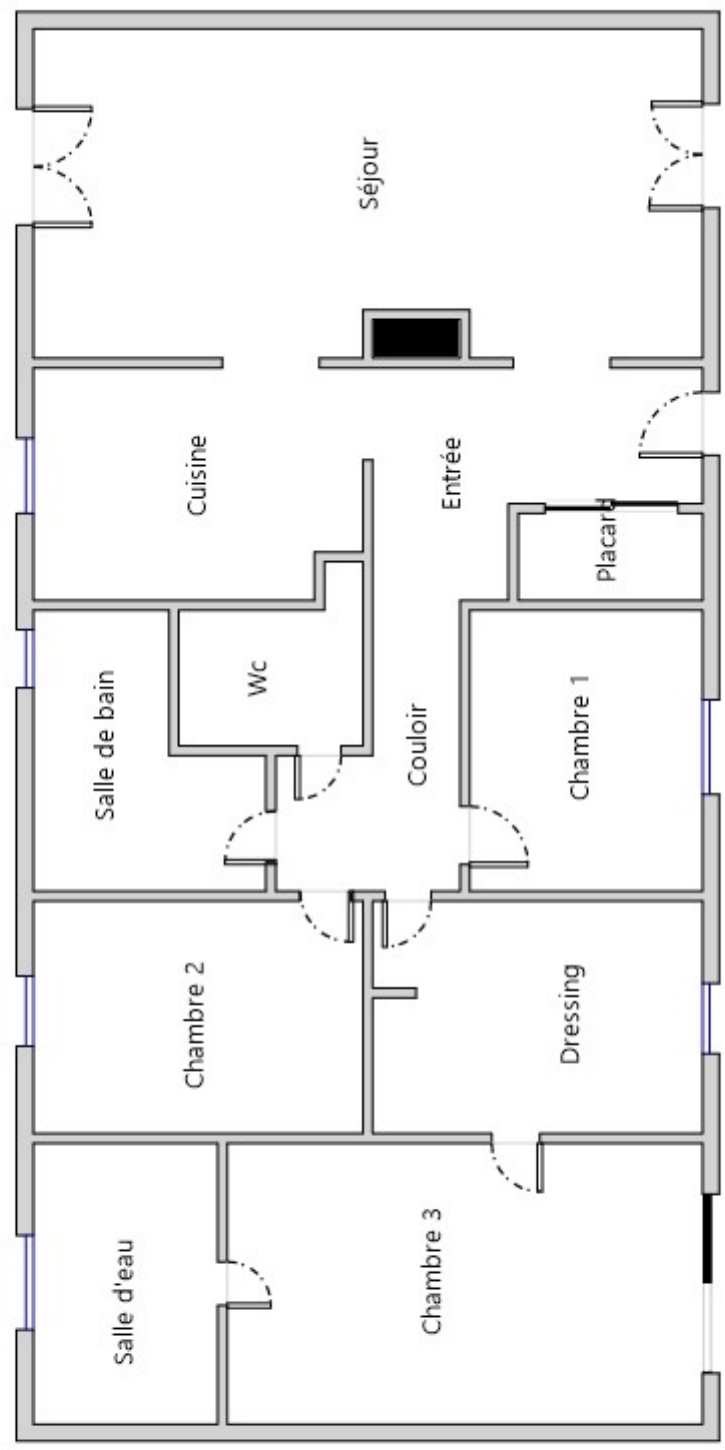 Séjour
Cuisine
Entrée
Placard
Wc
Salle de bain
Couloir
Chambre 1
Chambre 2
Dressing
Salle d'eau
Chambre 3